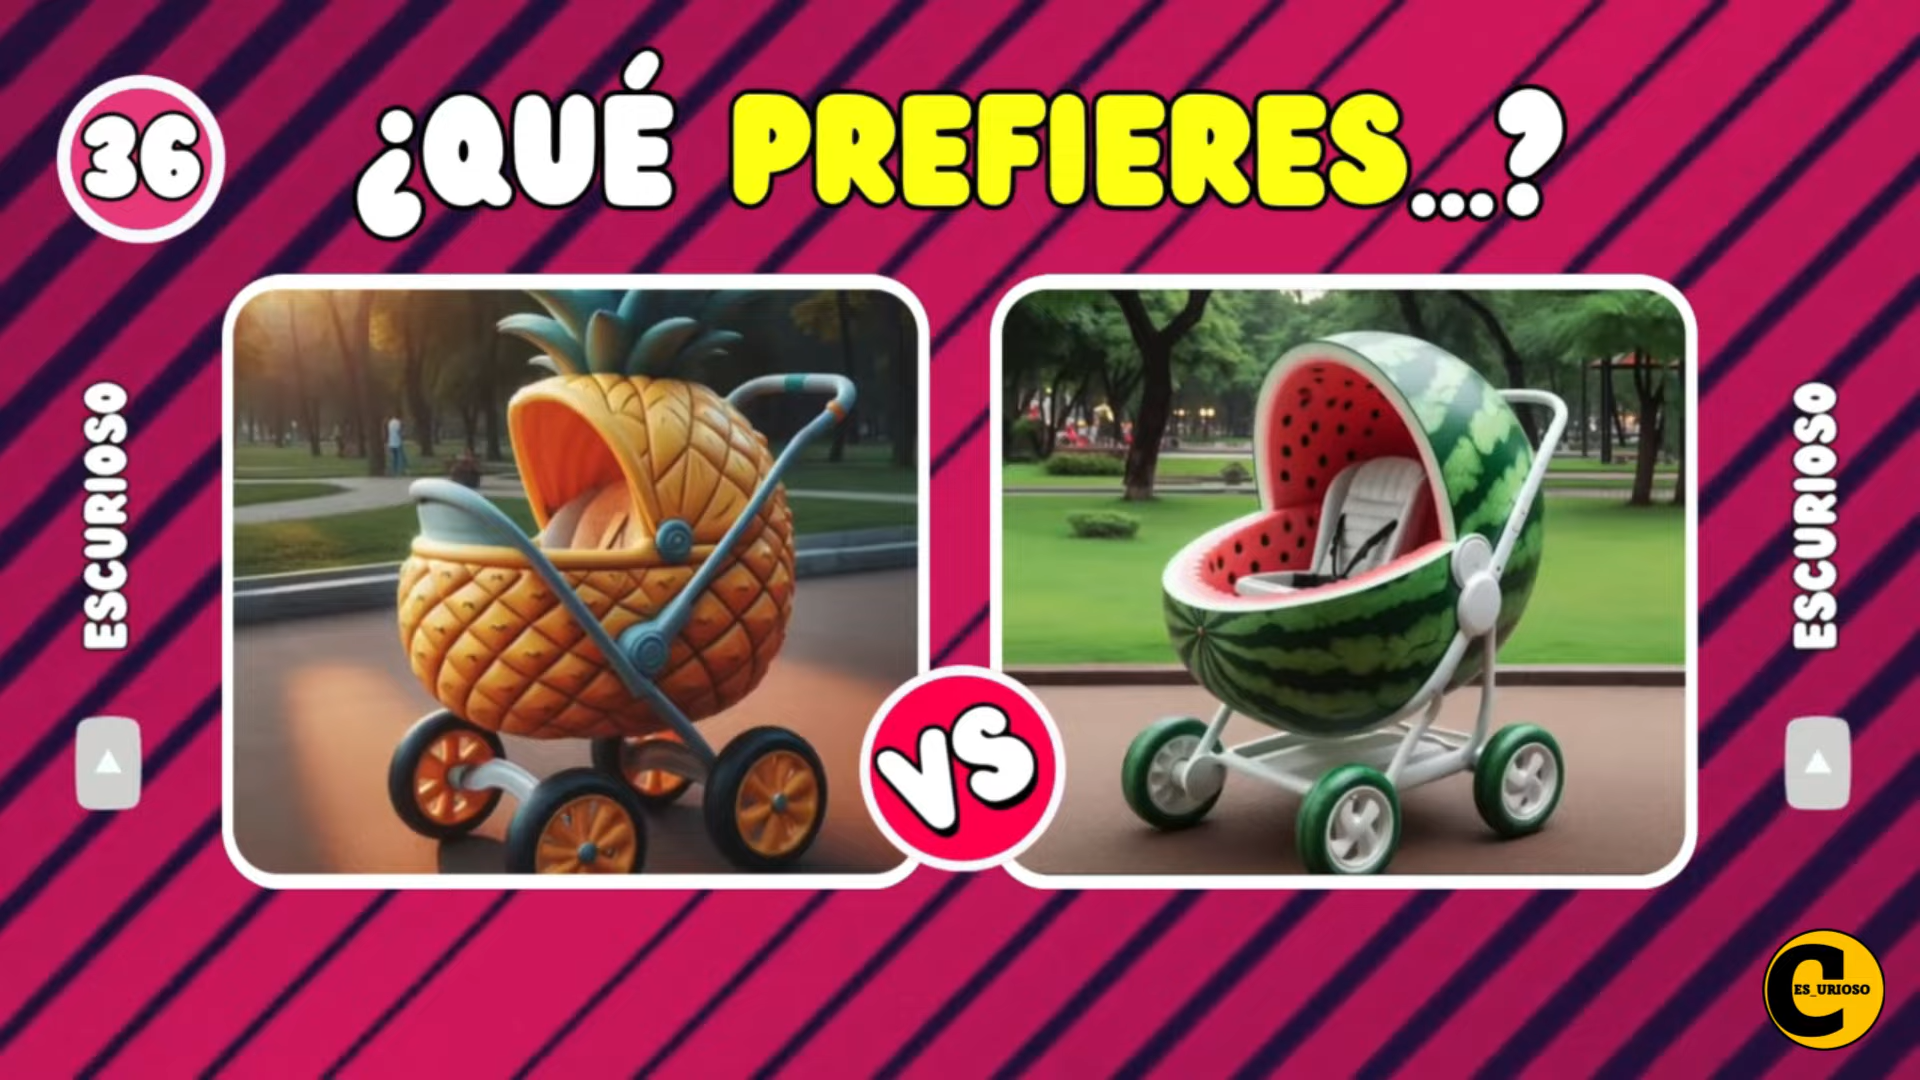 36
¿QUÉ PREFIERES...?
ESCURIOSO
VS
ESCURIOSO
C
ES_URIOSO